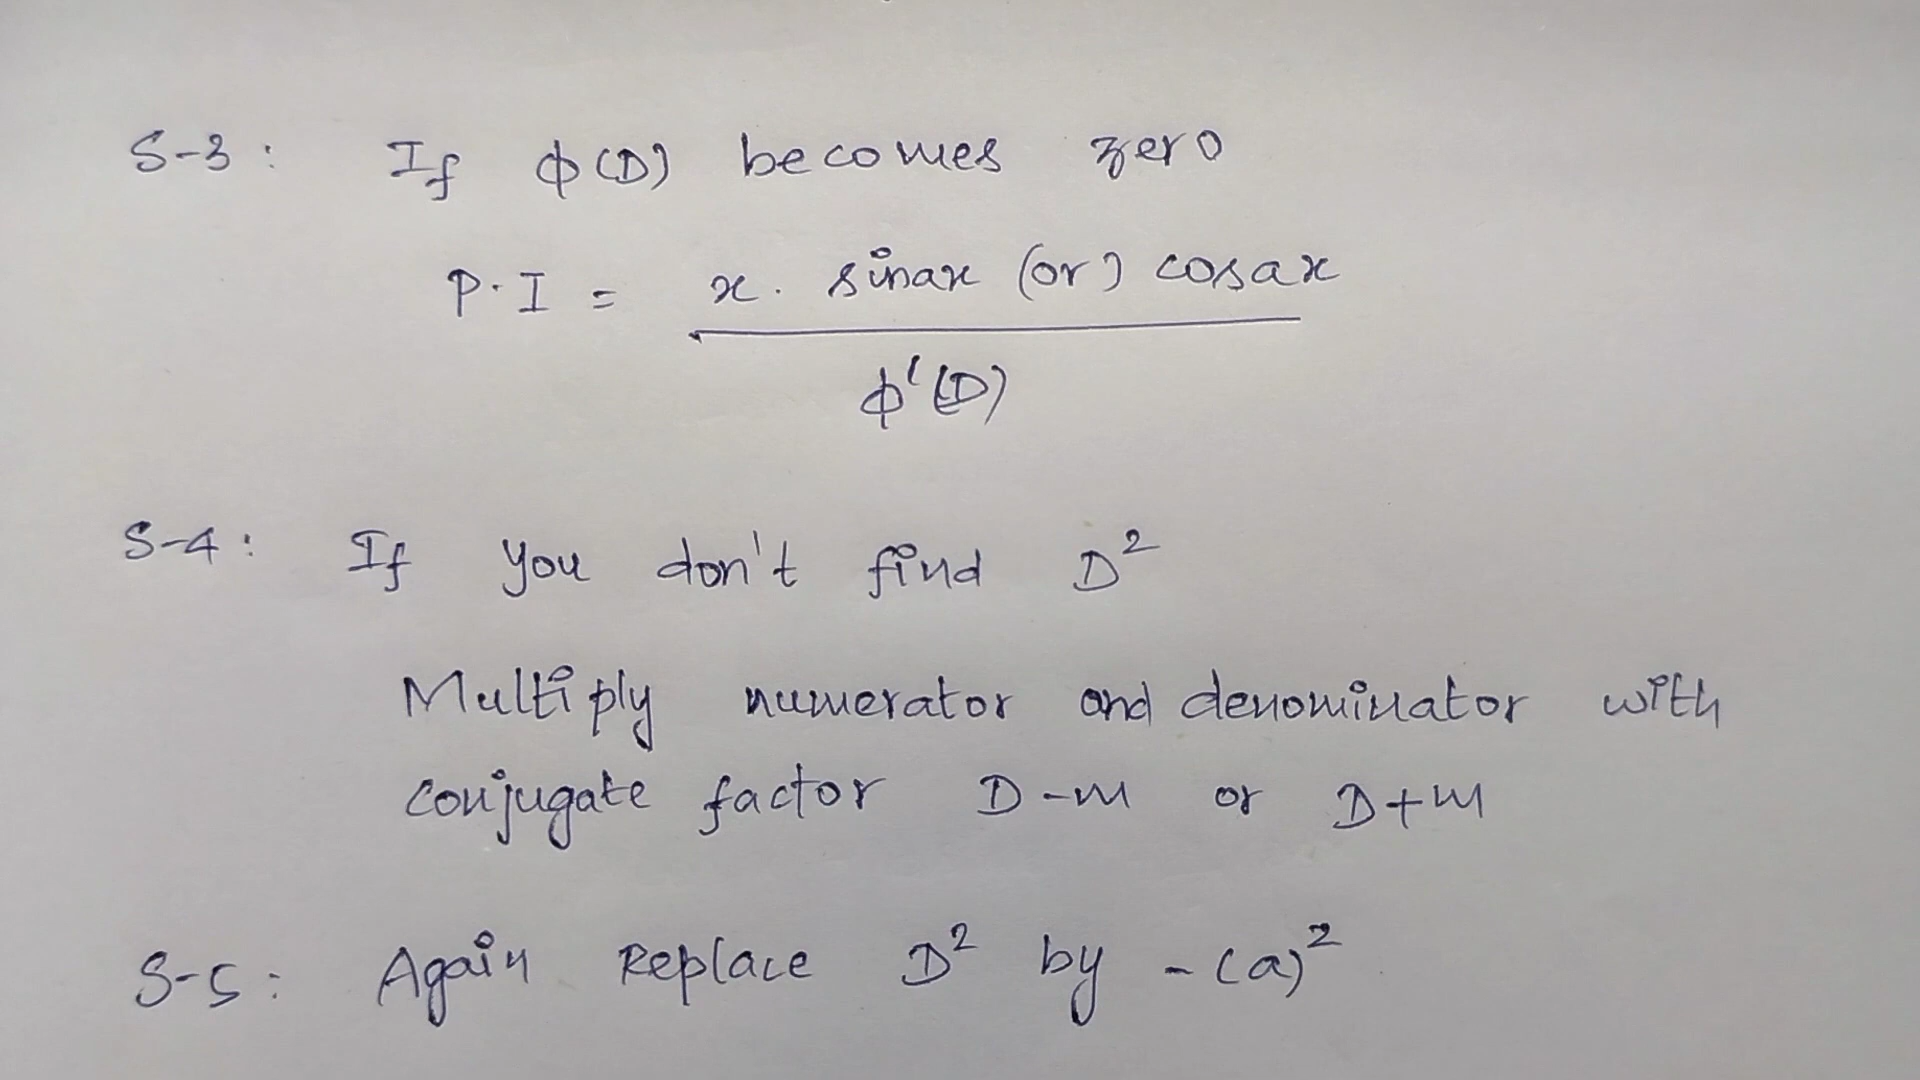 S-3: If ϕ(D) becomes zero
P.I = x. sinax (or) cosax
ϕ'(D)
S-4: If you don't find D²
Multiply numerator and denominator with
conjugate factor D-m or D+m
S-5: Again Replace D² by -(a)²